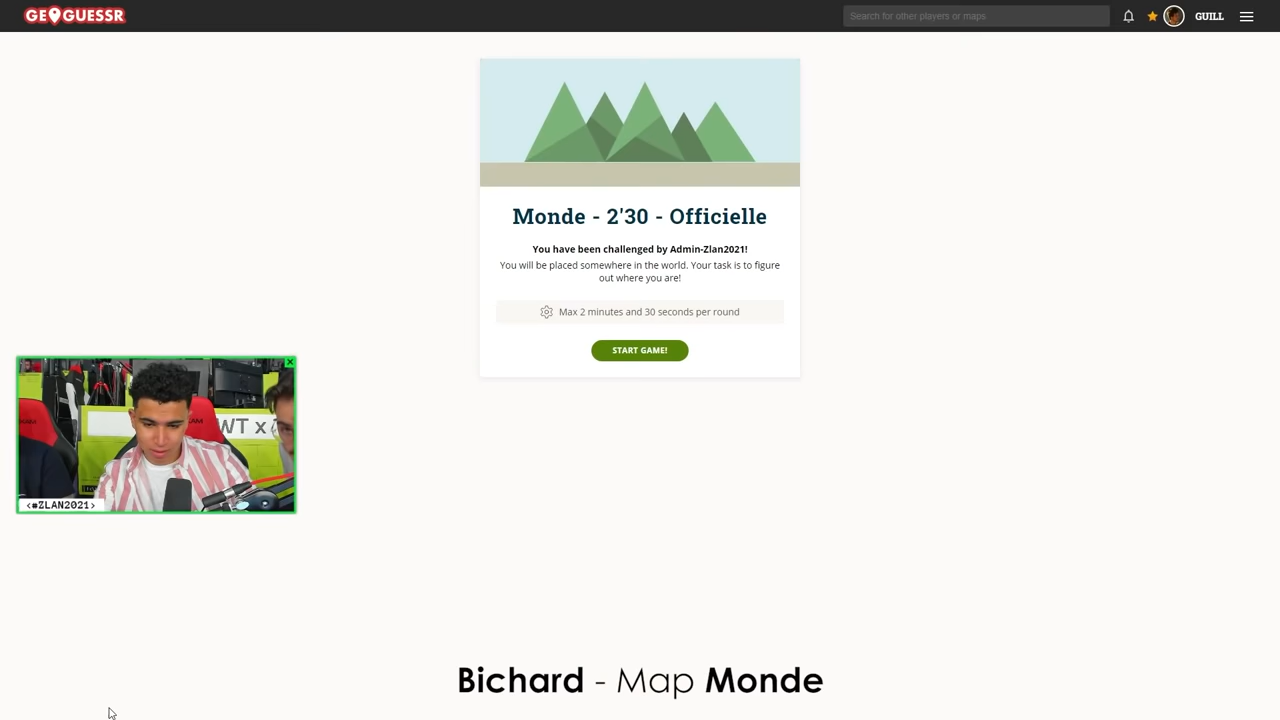 GEOGUESSR
Search for other players or maps
GUILL
Monde - 2'30 - Officielle
You have been challenged by Admin-Zlan2021!
You will be placed somewhere in the world. Your task is to figure
out where you are!
Max 2 minutes and 30 seconds per round
START GAME!
WT x
<#ZLAN2021>
Bichard - Map Monde